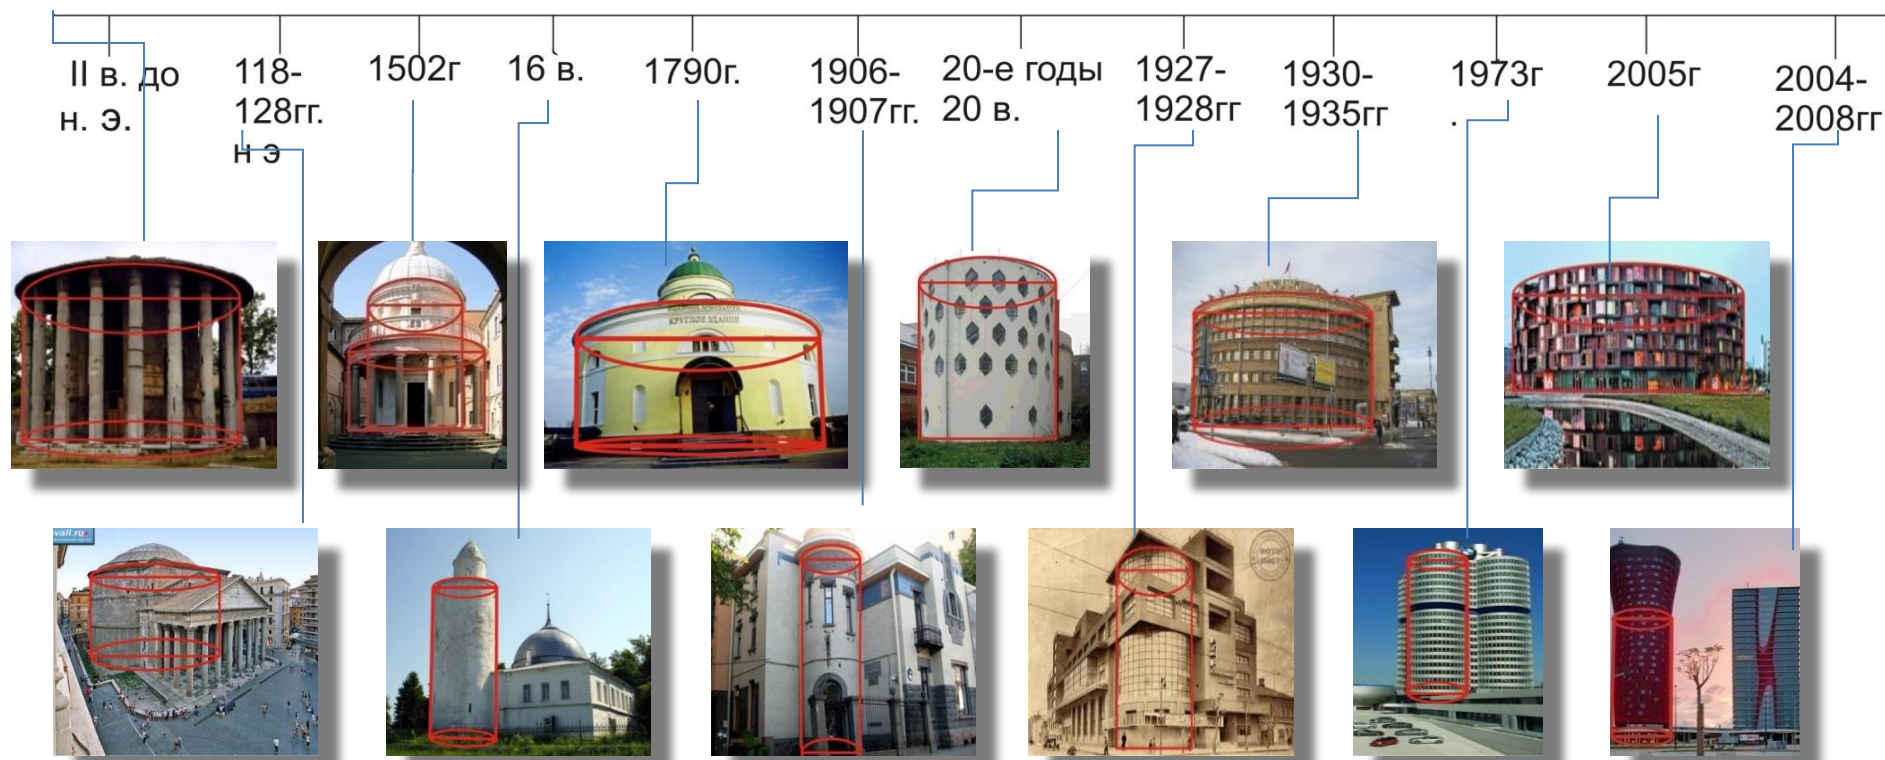 II в. до
н. э.
118-
128гг.
н э
1502г
16 в.
1790г.
1906-
1907гг.
20-е годы
20 в.
1927-
1928гг
1930-
1935гг
1973г
.
2005г
2004-
2008гг
КРУГЛОЕ ЗДАНИЕ
vali.ru